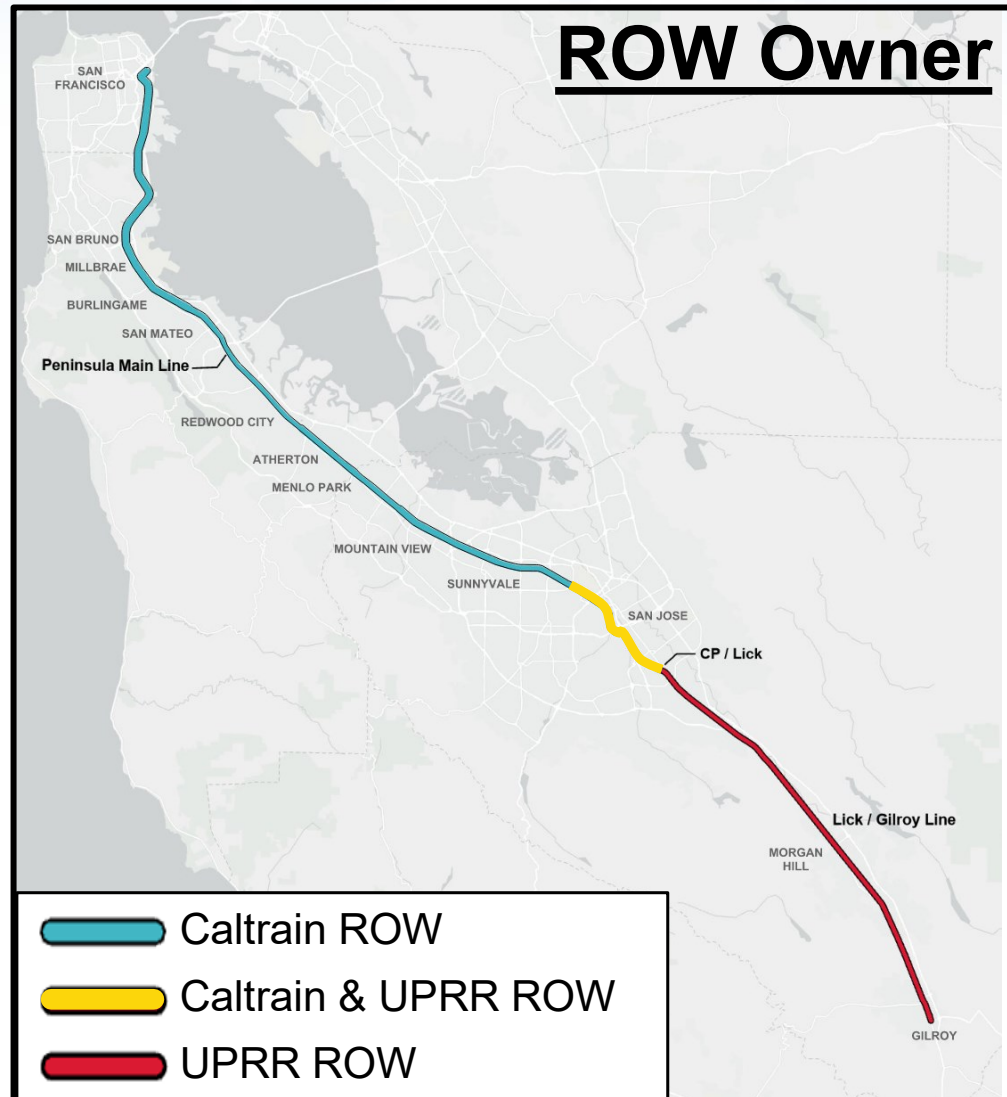 ROW Owner
SAN
FRANCISCO
SAN BRUNO
MILLBRAE
BURLINGAME
SAN MATEO
Peninsula Main Line
REDWOOD CITY
ATHERTON
MENLO PARK
MOUNTAIN VIEW
SUNNYVALE
SAN JOSE
CP / Lick
Lick / Gilroy Line
MORGAN
HILL
GILROY
Caltrain ROW
Caltrain & UPRR ROW
UPRR ROW